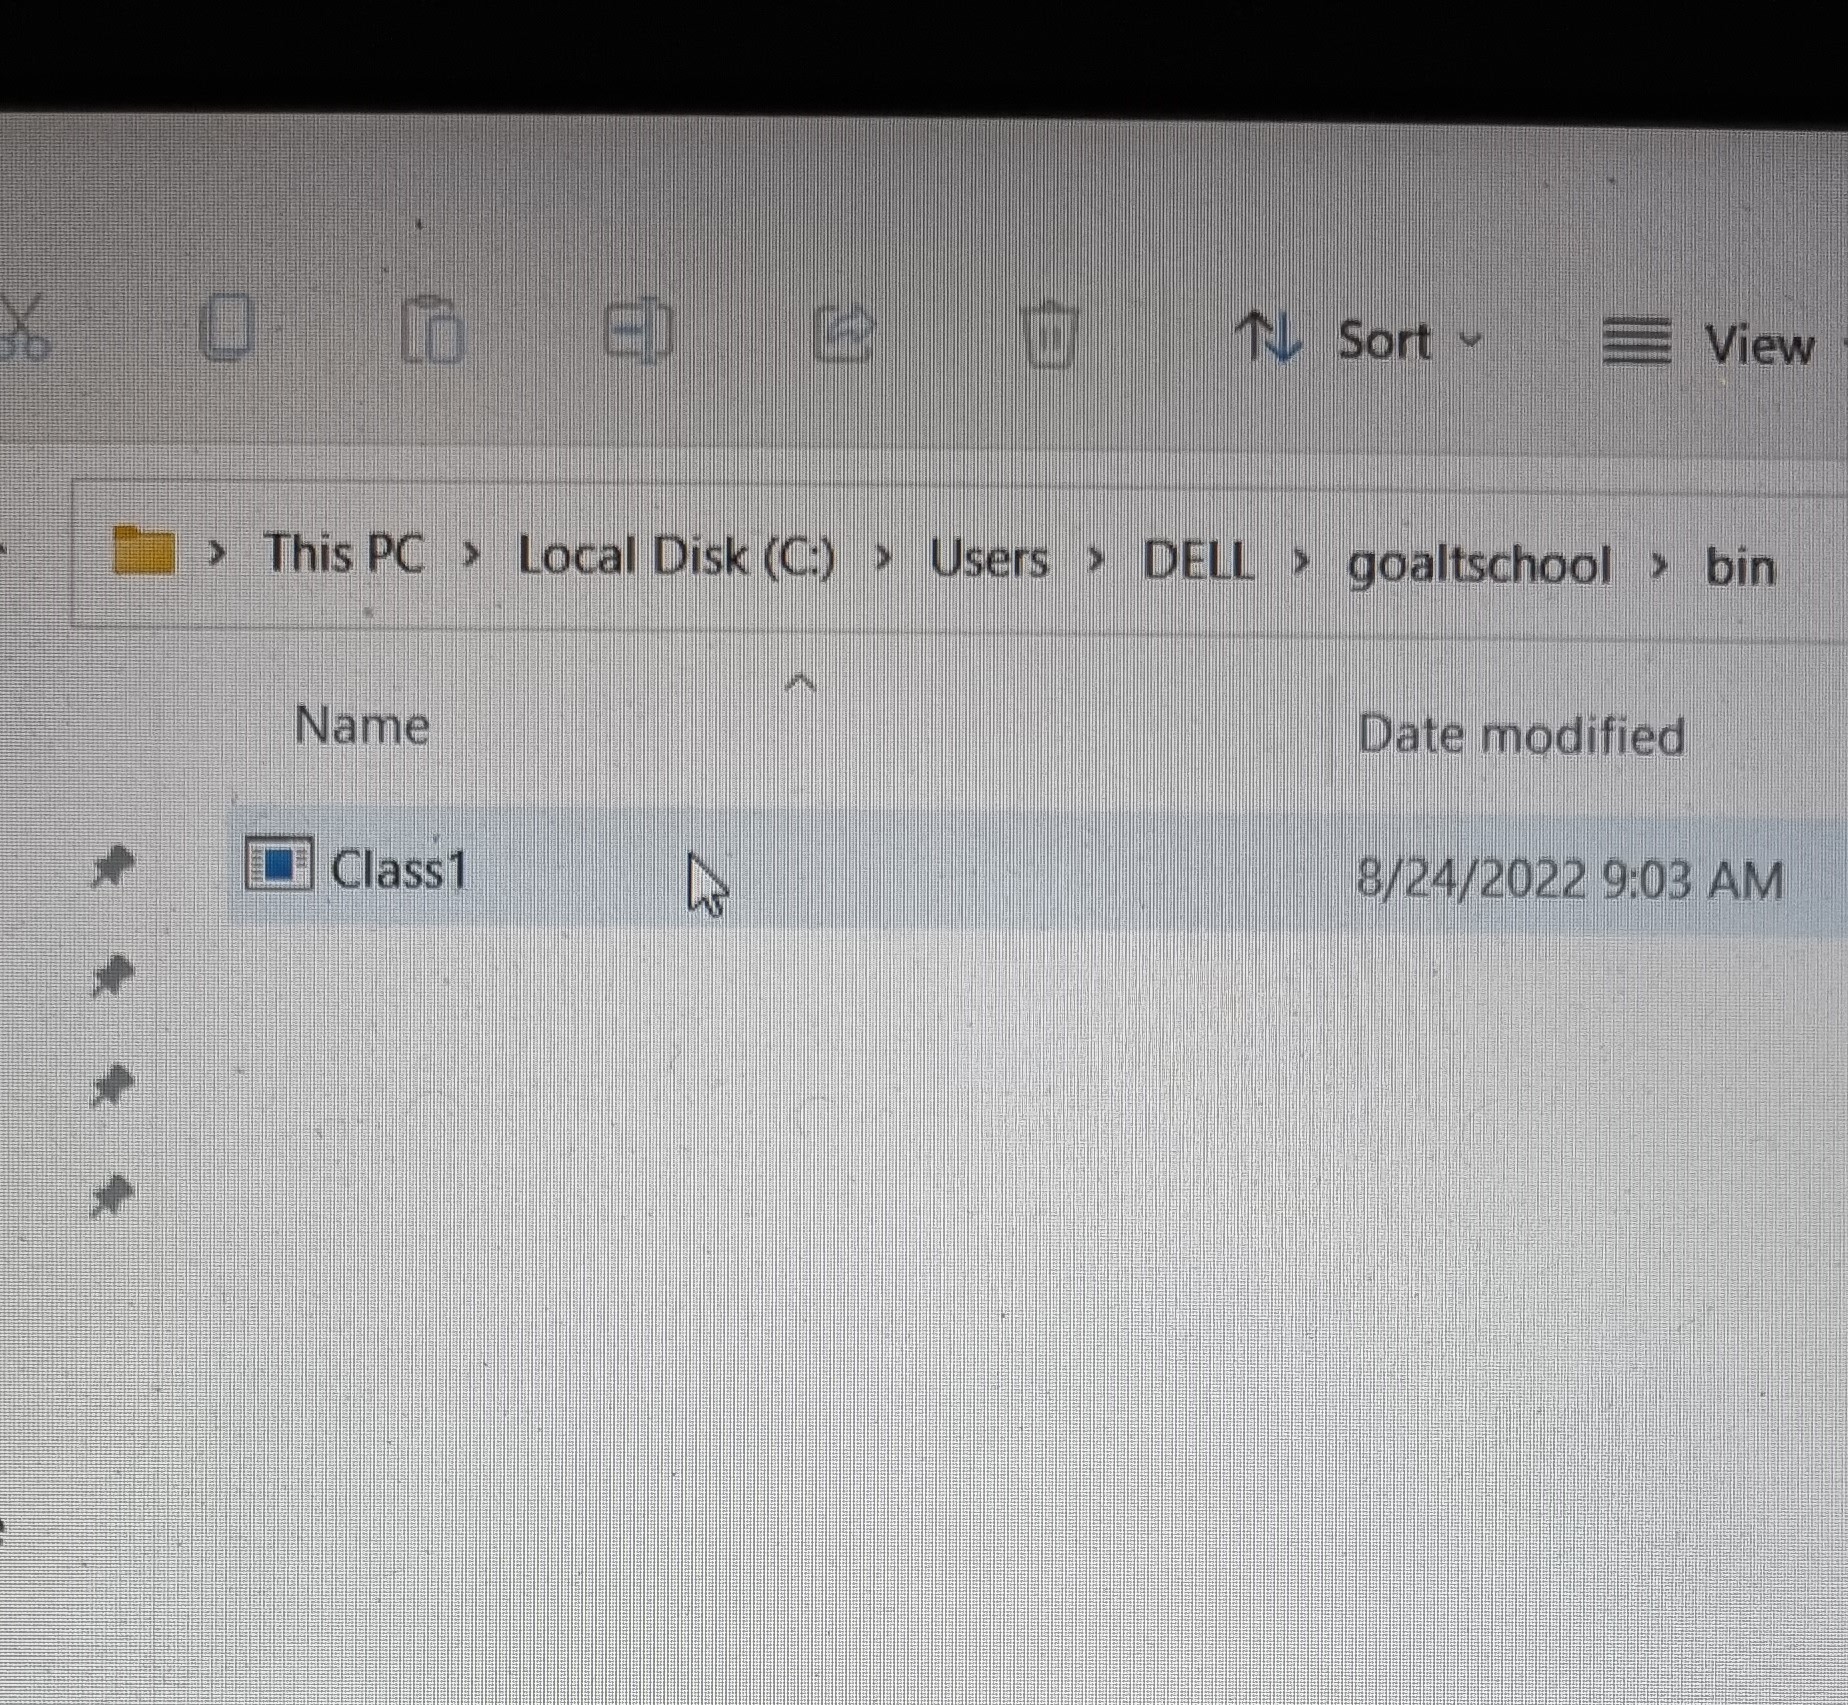 Sort View
This PC > Local Disk (C:) > Users > DELL > goaltschool > bin
Name Date modified
Class1 8/24/2022 9:03 AM